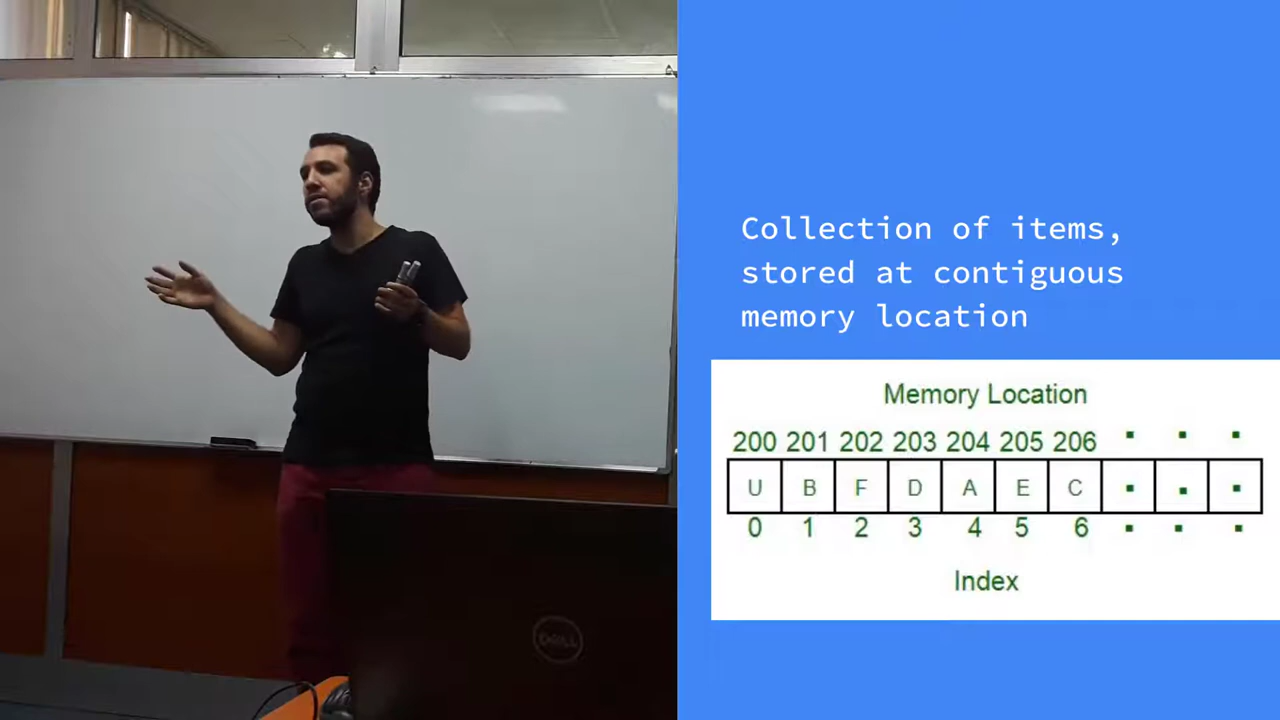 Collection of items,
stored at contiguous
memory location
Memory Location
200 201 202 203 204 205 206
U B F D A E C
0 1 2 3 4 5 6
Index
DELL